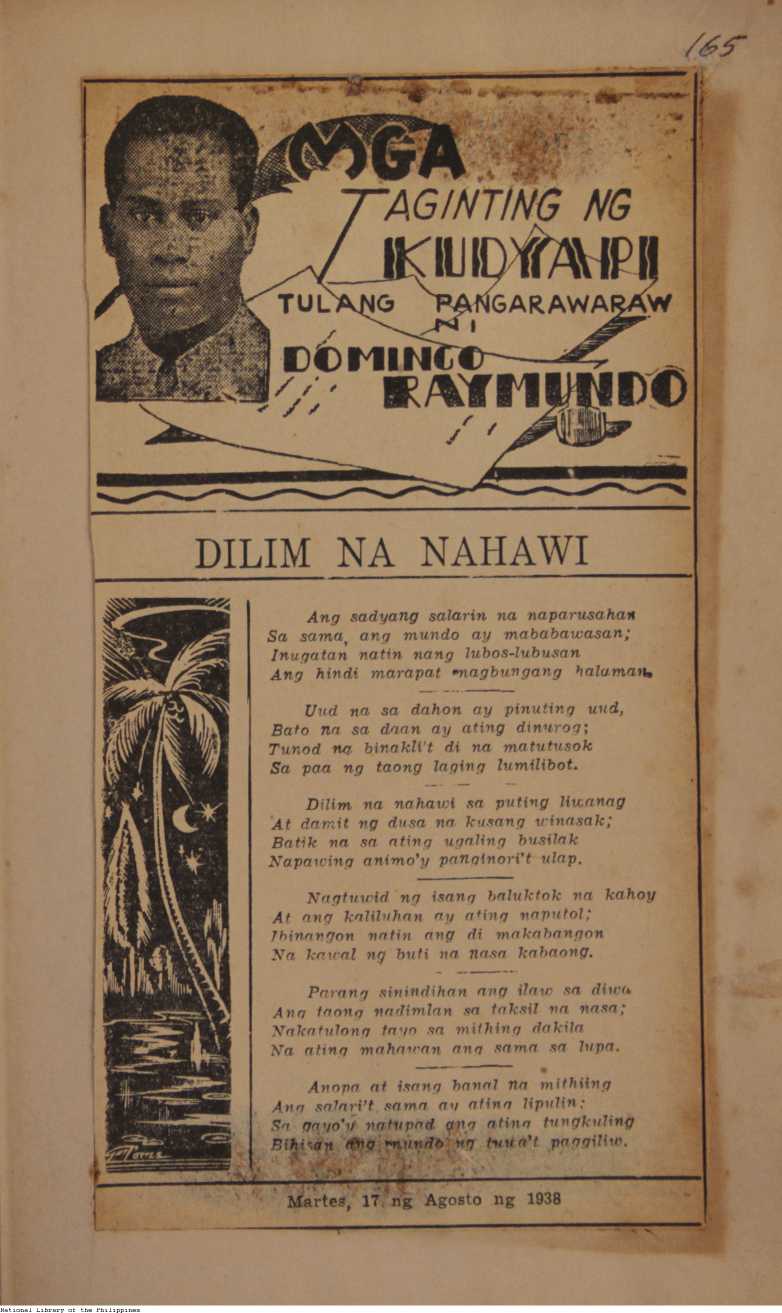 165
MGA
TAGINTING NG
KUDYAPI
TULANG PANGARAWARAW
NI
DOMINGO
RAYMUNDO
DILIM NA NAHAWI
Ang sadyang salarin na naparusahan
Sa sama, ang mundo ay mababawasan;
Inugatan natin nang lubos-lubusan
Ang hindi marapat magbungang halaman.
Uud na sa dahon ay pinuting uud,
Bato na sa daan ay ating dinurog;
Tunod na binakli't di na matutusok
Sa paa ng taong laging lumilibot.
Dilim na nahawi sa puting liwanag
At damit ng dusa na kusang winasak;
Batik na sa ating ugaling busilak
Napawing animo'y panginori't ulap.
Nagtuwid ng isang baluktok na kahoy
At ang kaliluhan ay ating naputol;
Ibinangon natin ang di makabangon
Na kawal ng buti na nasa kabaong.
Parang sinindihan ang ilaw sa diwa
Ang taong nadimlan sa taksil na nasa;
Nakatulong tayo sa mithing dakila
Na ating mahawan ang sama sa lupa.
Anopa at isang banal na mithiing
Ang salari't sama ay ating lipulin;
Sa gayo'y natupad ang ating tungkuling
Bihisan ang mundo ng tuwa't paggiliw.
Torres
Martes, 17 ng Agosto ng 1938
National Library of the Philippines